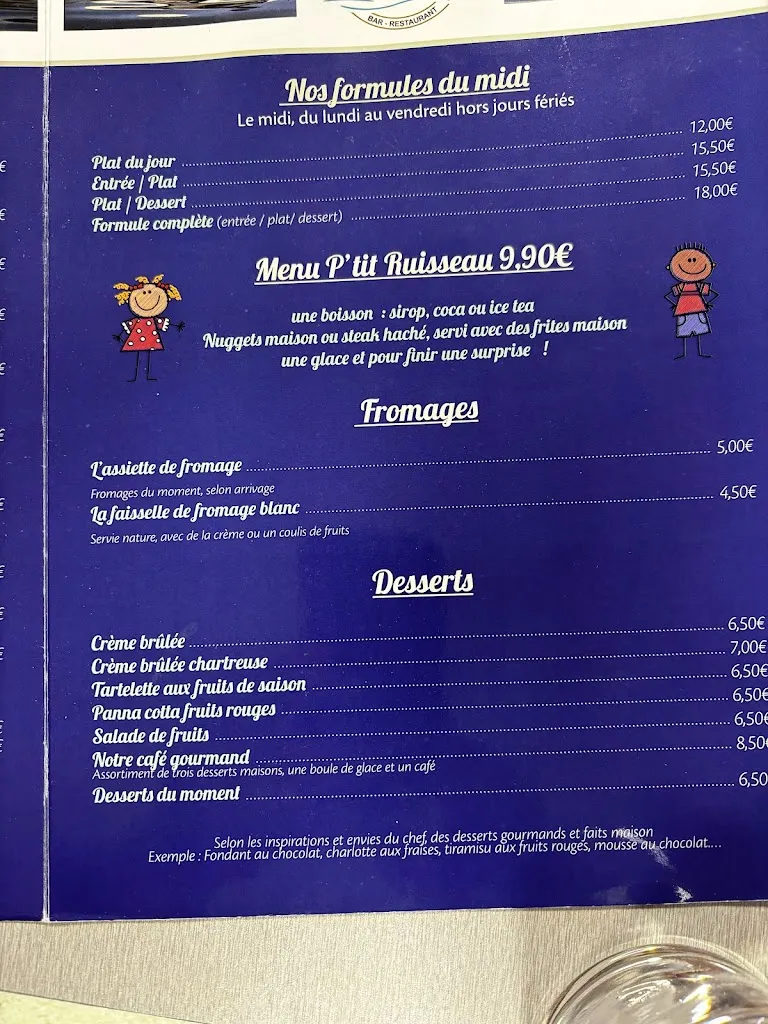 BAR - RESTAURANT
Nos formules du midi
Le midi, du lundi au vendredi hors jours fériés
Plat du jour 12,00€
Entrée / Plat 15,50€
Plat / Dessert 15,50€
Formule complète (entrée / plat/ dessert) 18,00€
Menu P'tit Ruisseau 9,90€
une boisson : sirop, coca ou ice tea
Nuggets maison ou steak haché, servi avec des frites maison
une glace et pour finir une surprise !
Fromages
L'assiette de fromage 5,00€
Fromages du moment, selon arrivage
La faisselle de fromage blanc 4,50€
Servie nature, avec de la crème ou un coulis de fruits
Desserts
Crème brûlée 6,50€
Crème brûlée chartreuse 7,00€
Tartelette aux fruits de saison 6,50€
Panna cotta fruits rouges 6,50€
Salade de fruits 6,50€
Notre café gourmand 8,50€
Assortiment de trois desserts maisons, une boule de glace et un café
Desserts du moment 6,50
Selon les inspirations et envies du chef, des desserts gourmands et faits maison
Exemple : Fondant au chocolat, charlotte aux fraises, tiramisu aux fruits rouges, mousse au chocolat....